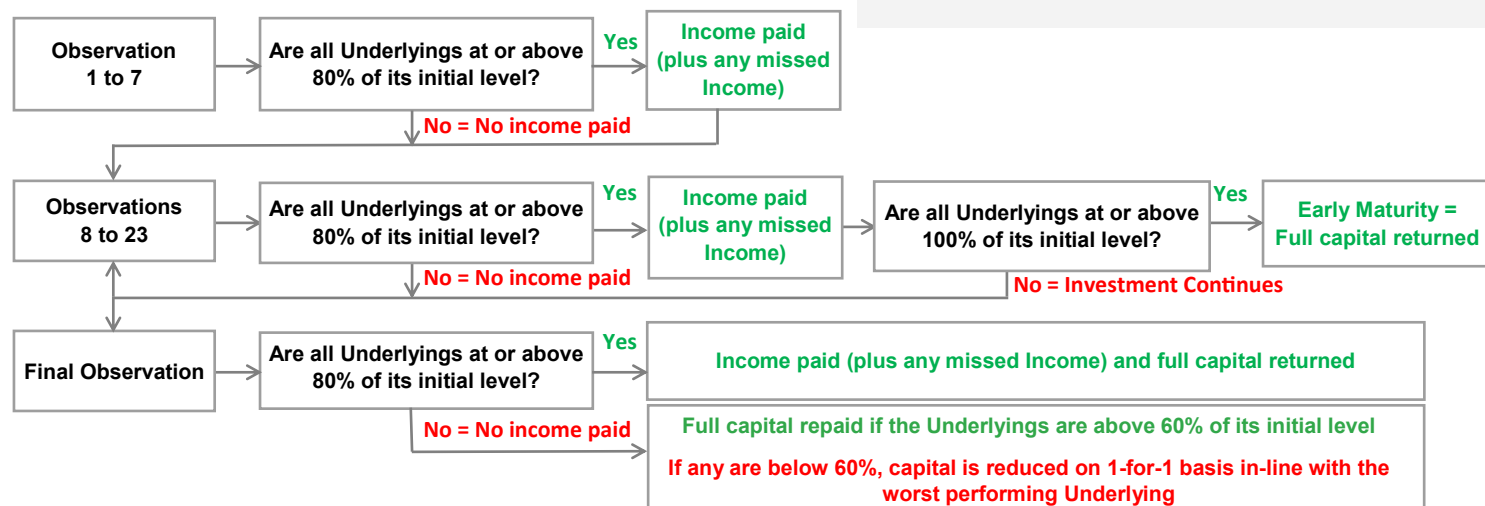 Observation
1 to 7
Are all Underlyings at or above
80% of its initial level?
Yes
Income paid
(plus any missed
Income)
No = No income paid
Observations
8 to 23
Are all Underlyings at or above
80% of its initial level?
Yes
Income paid
(plus any missed
Income)
Are all Underlyings at or above
100% of its initial level?
Yes
Early Maturity =
Full capital returned
No = No income paid
No = Investment Continues
Final Observation
Are all Underlyings at or above
80% of its initial level?
Yes
Income paid (plus any missed Income) and full capital returned
No = No income paid
Full capital repaid if the Underlyings are above 60% of its initial level
If any are below 60%, capital is reduced on 1-for-1 basis in-line with the
worst performing Underlying